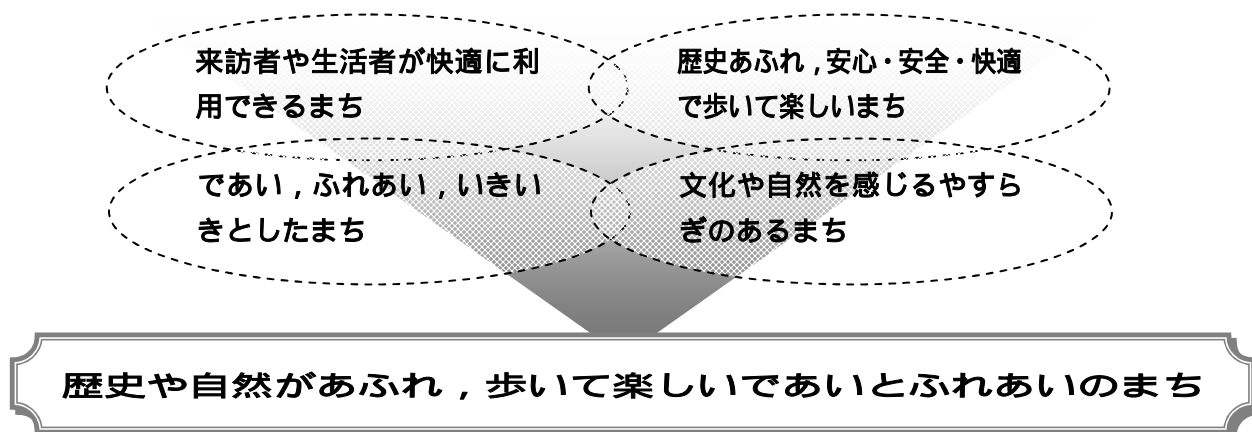 来訪者や生活者が快適に利
用できるまち
歴史あふれ，安心・安全・快適
で歩いて楽しいまち
であい，ふれあい，いきい
きとしたまち
文化や自然を感じるやすら
ぎのあるまち
歴史や自然があふれ，歩いて楽しいであいとふれあいのまち